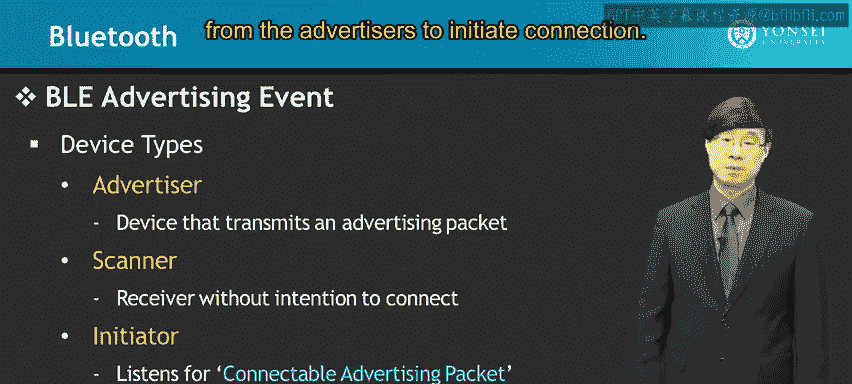 from the advertisers to initiate connection.
Bluetooth
YONSEI
UNIVERSITY
❖ BLE Advertising Event
▪ Device Types
• Advertiser
- Device that transmits an advertising packet
• Scanner
- Receiver without intention to connect
• Initiator
- Listens for ‘Connectable Advertising Packet’